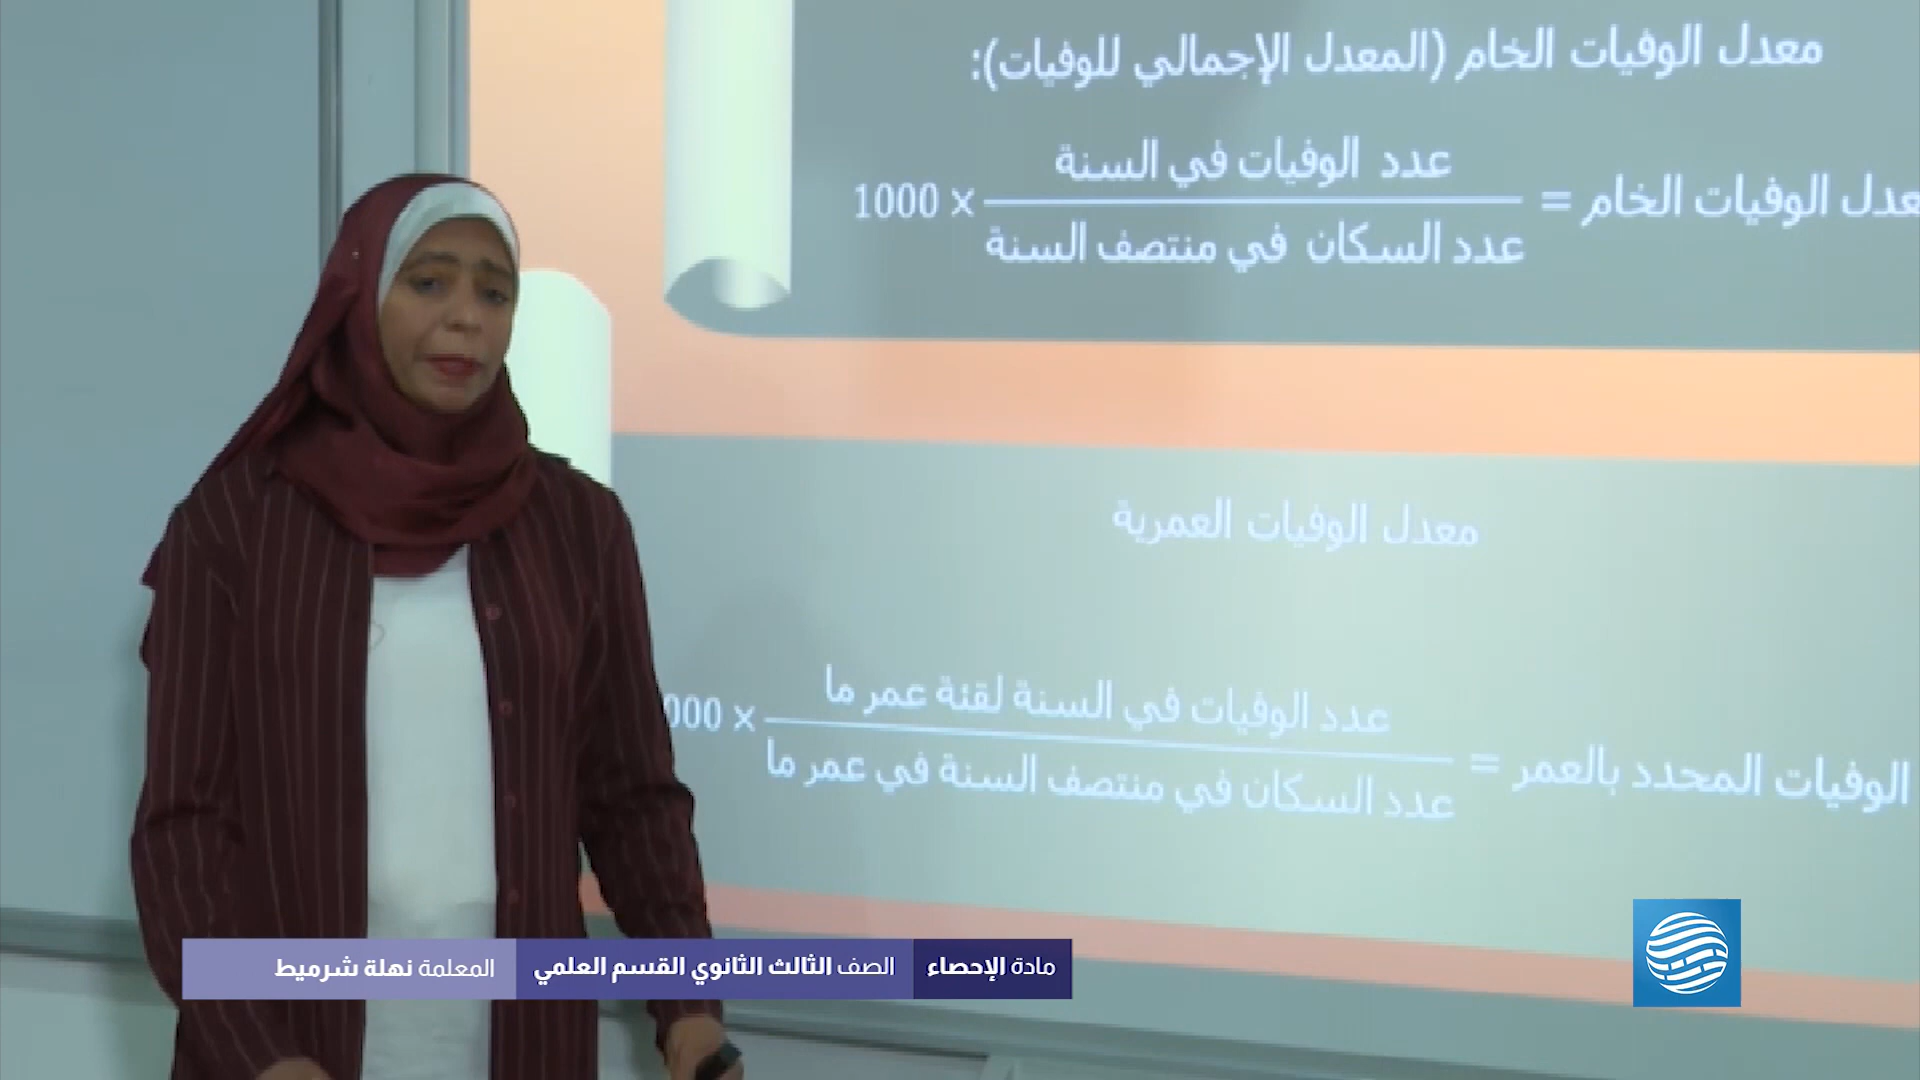 معدل الوفيات الخام (المعدل الإجمالي للوفيات):
معدل الوفيات الخام = عدد الوفيات في السنة
عدد السكان في منتصف السنة × 1000
معدل الوفيات العمرية
الوفيات المحدد بالعمر = عدد الوفيات في السنة لفئة عمر ما
عدد السكان في منتصف السنة في عمر ما × 000
مادة الإحصاء
الصف الثالث الثانوي القسم العلمي
المعلمة نهلة شرميط